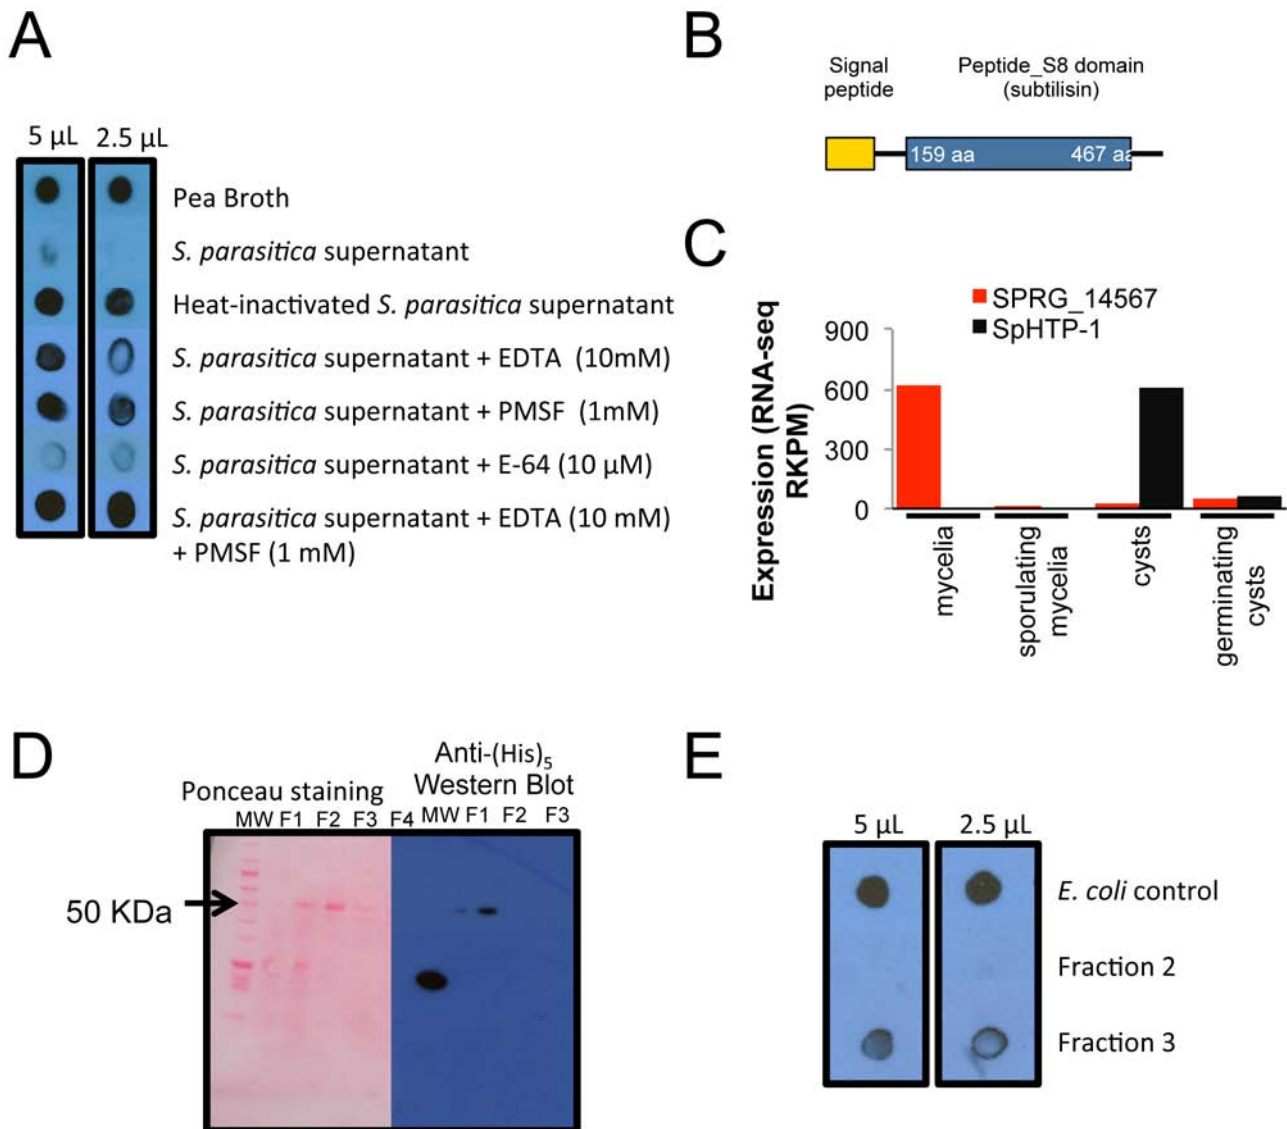 A
5 µL 2.5 µL
Pea Broth
S. parasitica supernatant
Heat-inactivated S. parasitica supernatant
S. parasitica supernatant + EDTA (10mM)
S. parasitica supernatant + PMSF (1mM)
S. parasitica supernatant + E-64 (10 µM)
S. parasitica supernatant + EDTA (10 mM)
+ PMSF (1 mM)
B
Signal
peptide
Peptide_S8 domain
(subtilisin)
159 aa 467 aa
C
SPRG_14567
SpHTP-1
Expression (RNA-seq
RKPM)
900
600
300
0
mycelia
sporulating
mycelia
cysts
germinating
cysts
D
Ponceau staining
Anti-(His)5
Western Blot
MW F1 F2 F3 F4 MW F1 F2 F3
50 KDa
E
5 µL 2.5 µL
E. coli control
Fraction 2
Fraction 3